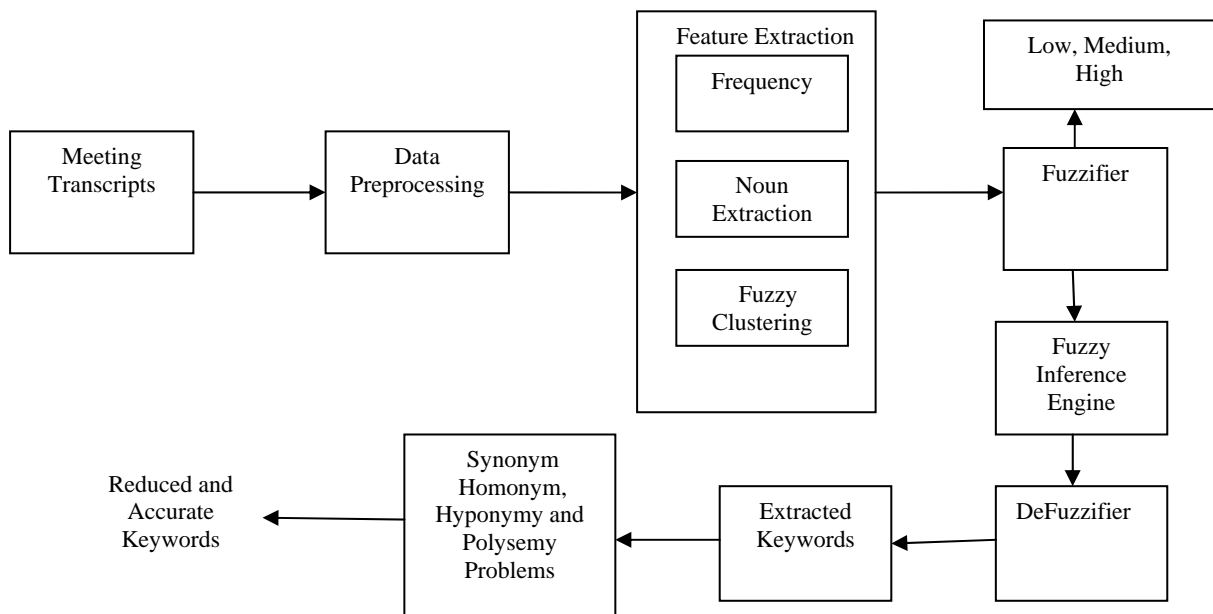 Meeting
Transcripts
Data
Preprocessing
Feature Extraction
Frequency
Noun
Extraction
Fuzzy
Clustering
Low, Medium,
High
Fuzzifier
Fuzzy
Inference
Engine
DeFuzzifier
Extracted
Keywords
Synonym
Homonym,
Hyponymy and
Polysemy
Problems
Reduced and
Accurate
Keywords